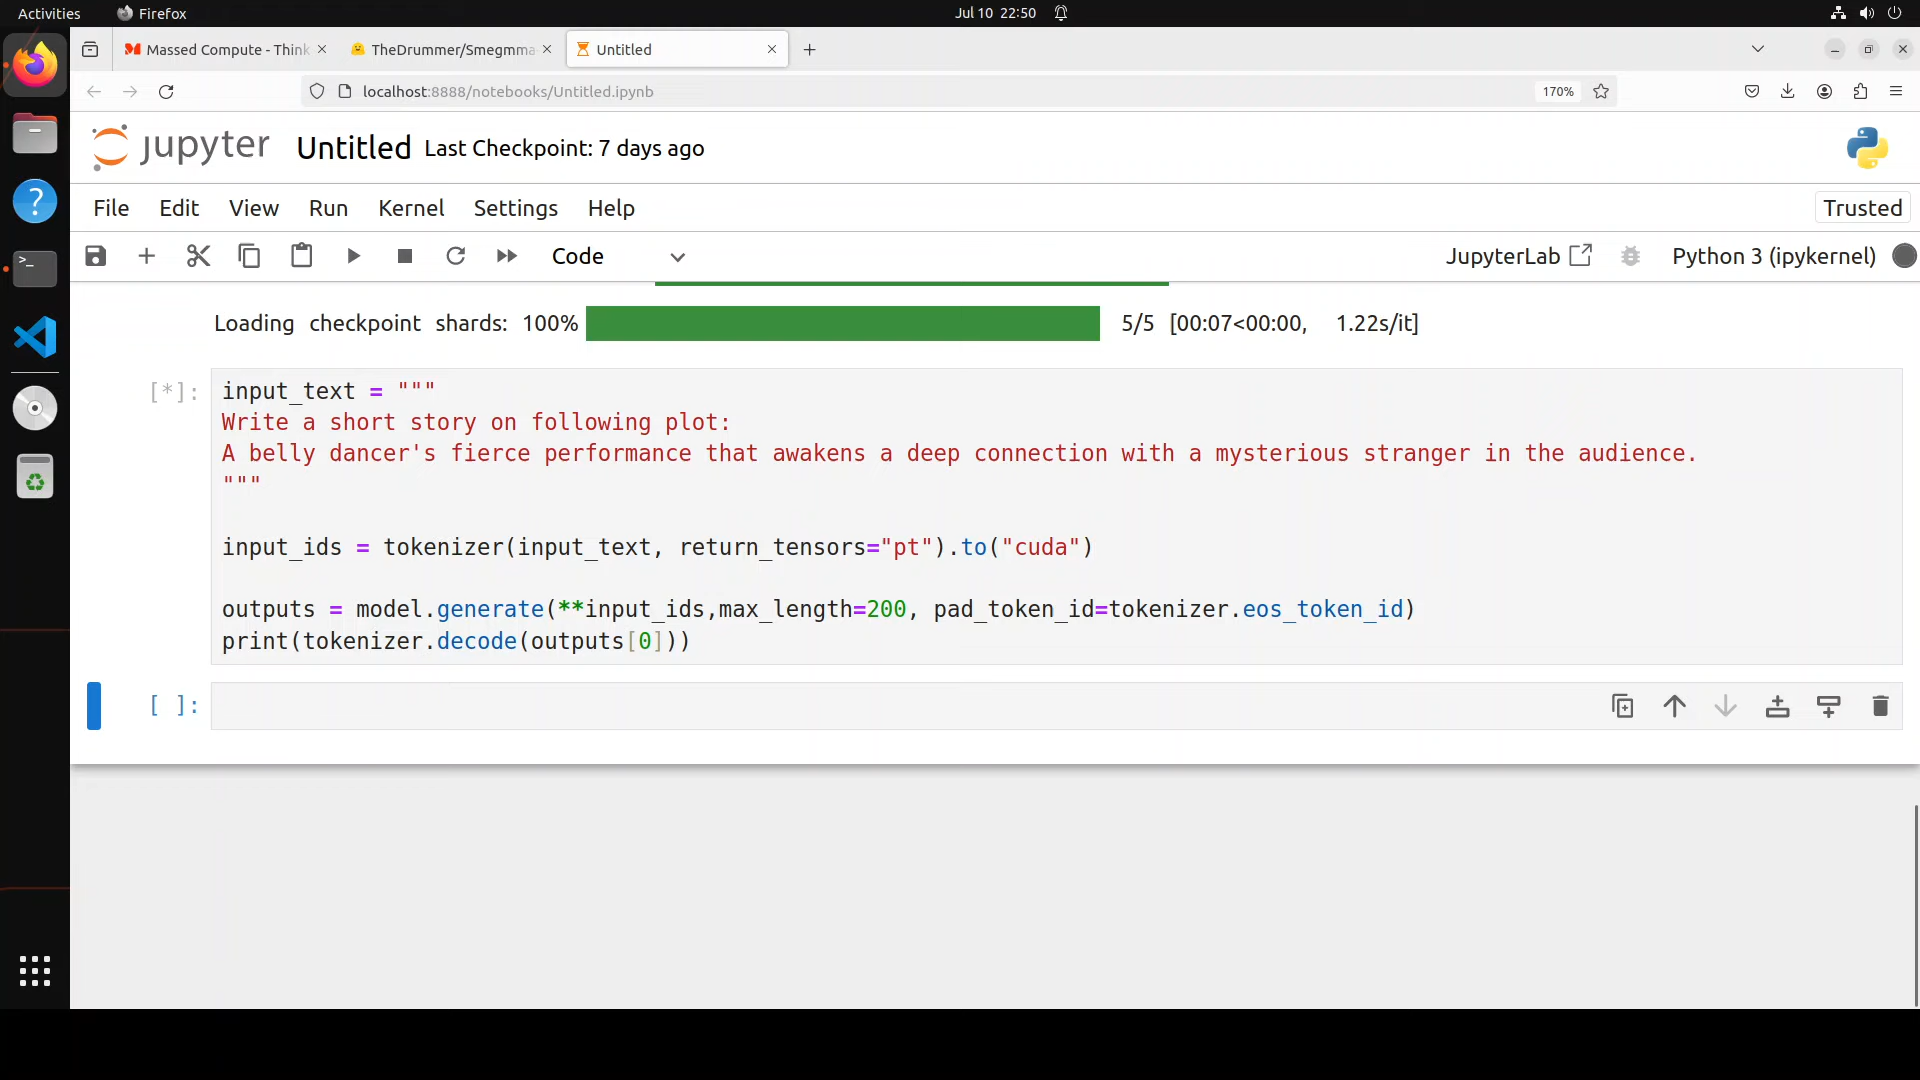 Activities
Firefox
Jul 10 22:50
Massed Compute - Think
TheDrummer/Smegmma
Untitled
localhost:8888/notebooks/Untitled.ipynb
170%
jupyter
Untitled
Last Checkpoint: 7 days ago
File
Edit
View
Run
Kernel
Settings
Help
Trusted
Code
JupyterLab
Python 3 (ipykernel)
Loading checkpoint shards: 100%
5/5 [00:07<00:00, 1.22s/it]
[*]:
input_text = """
Write a short story on following plot:
A belly dancer's fierce performance that awakens a deep connection with a mysterious stranger in the audience.
"""
input_ids = tokenizer(input_text, return_tensors="pt").to("cuda")
outputs = model.generate(**input_ids,max_length=200, pad_token_id=tokenizer.eos_token_id)
print(tokenizer.decode(outputs[0]))
[ ]: